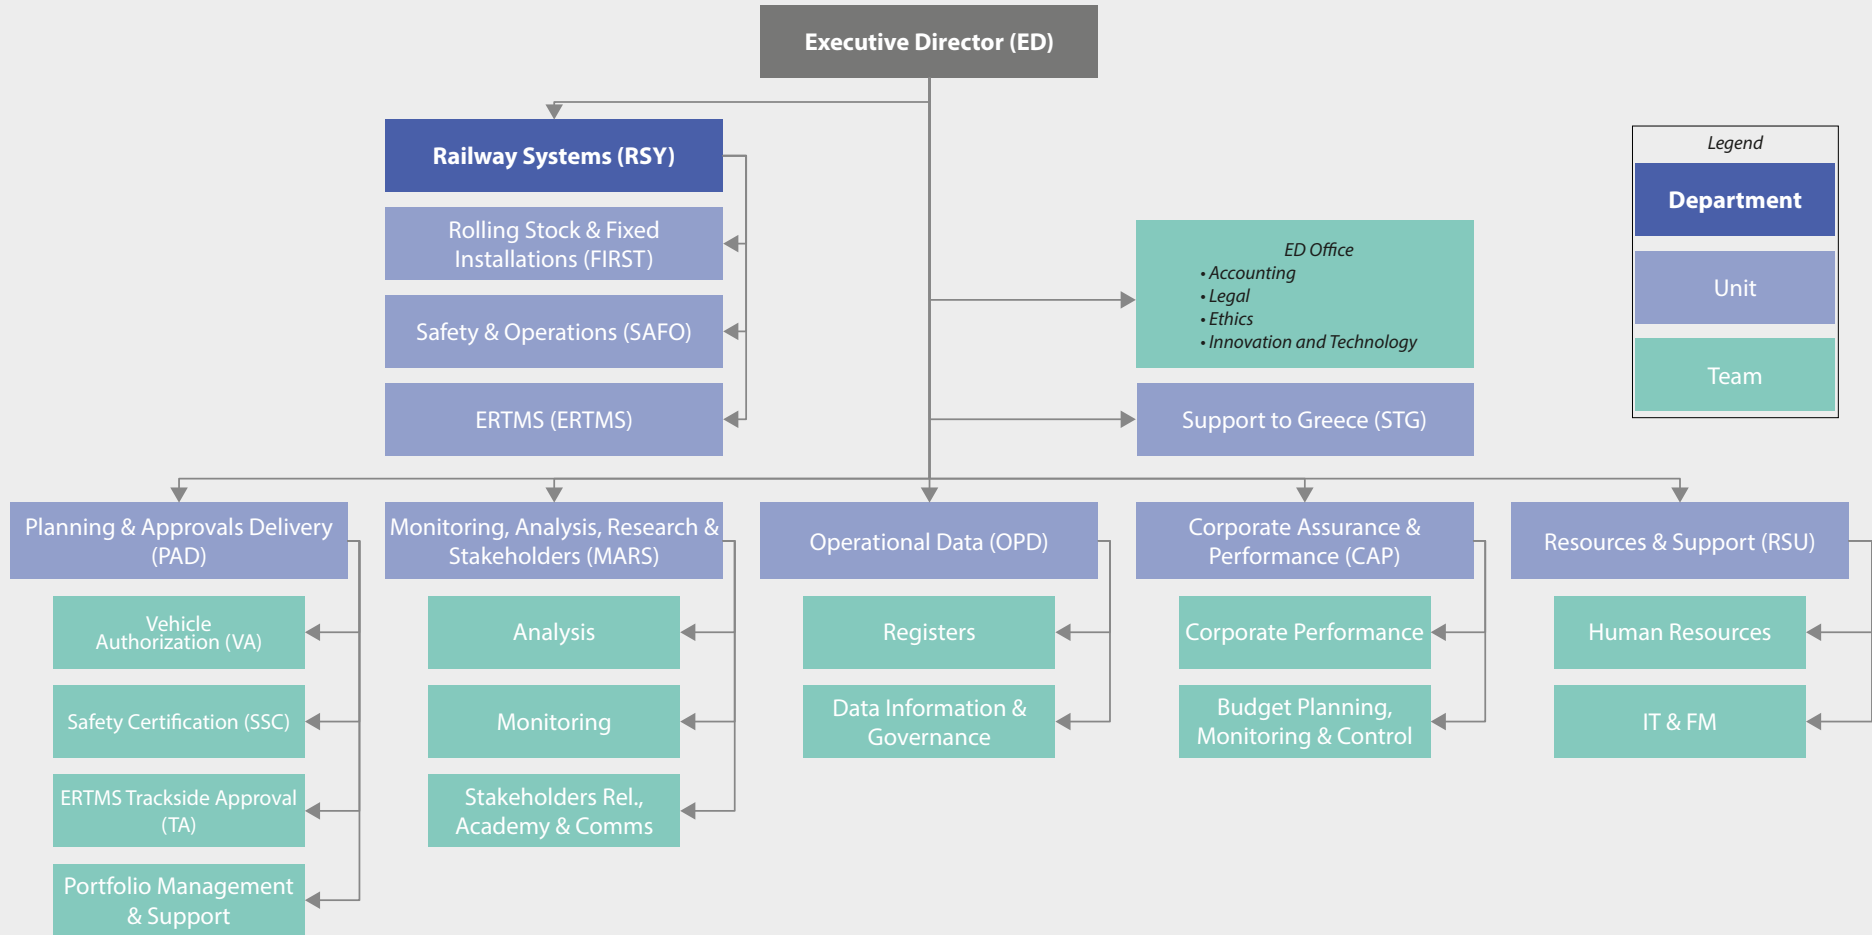 Executive Director (ED)
Railway Systems (RSY)
Rolling Stock & Fixed
Installations (FIRST)
Safety & Operations (SAFO)
ERTMS (ERTMS)
ED Office
• Accounting
• Legal
• Ethics
• Innovation and Technology
Support to Greece (STG)
Legend
Department
Unit
Team
Planning & Approvals Delivery
(PAD)
Vehicle
Authorization (VA)
Safety Certification (SSC)
ERTMS Trackside Approval
(TA)
Portfolio Management
& Support
Monitoring, Analysis, Research &
Stakeholders (MARS)
Analysis
Monitoring
Stakeholders Rel.,
Academy & Comms
Operational Data (OPD)
Registers
Data Information &
Governance
Corporate Assurance &
Performance (CAP)
Corporate Performance
Budget Planning,
Monitoring & Control
Resources & Support (RSU)
Human Resources
IT & FM